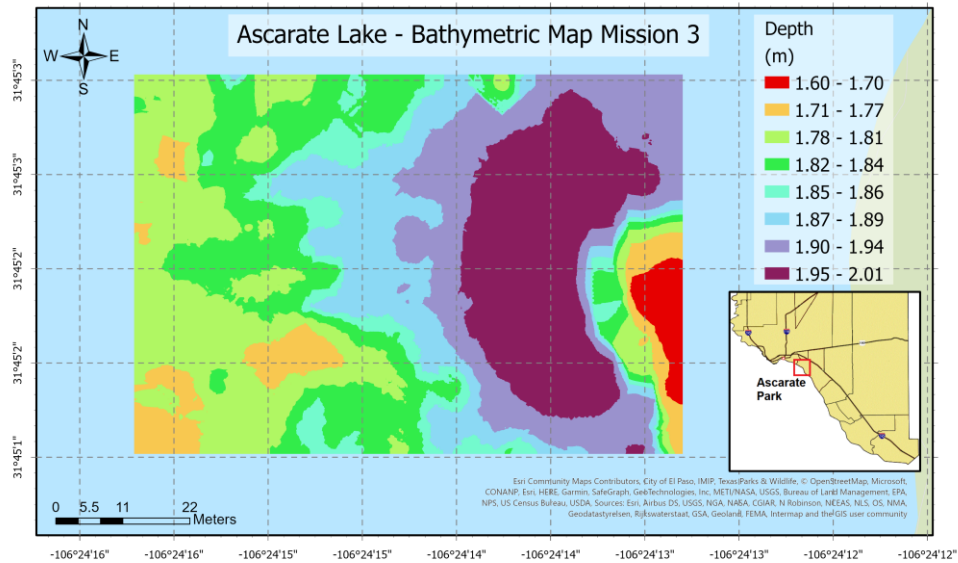 Ascarate Lake - Bathymetric Map Mission 3
N
W E
S
Depth
(m)
1.60 - 1.70
1.71 - 1.77
1.78 - 1.81
1.82 - 1.84
1.85 - 1.86
1.87 - 1.89
1.90 - 1.94
1.95 - 2.01
31°45'3"
31°45'3"
31°45'2"
31°45'2"
31°45'1"
Ascarate
Park
0 5.5 11 22
Meters
Esri Community Maps Contributors, City of El Paso, IMIP, Texas Parks & Wildlife, © OpenStreetMap, Microsoft,
CONANP, Esri, HERE, Garmin, SafeGraph, GeoTechnologies, Inc, METI/NASA, USGS, Bureau of Land Management, EPA,
NPS, US Census Bureau, USDA, Sources: Esri, Airbus DS, USGS, NGA, NASA, CGIAR, N Robinson, NCEAS, NLS, OS, NMA,
Geodatastyrelsen, Rijkswaterstaat, GSA, Geoland, FEMA, Intermap and the GIS user community
-106°24'16" -106°24'16" -106°24'15" -106°24'15" -106°24'14" -106°24'14" -106°24'13" -106°24'13" -106°24'12" -106°24'12"